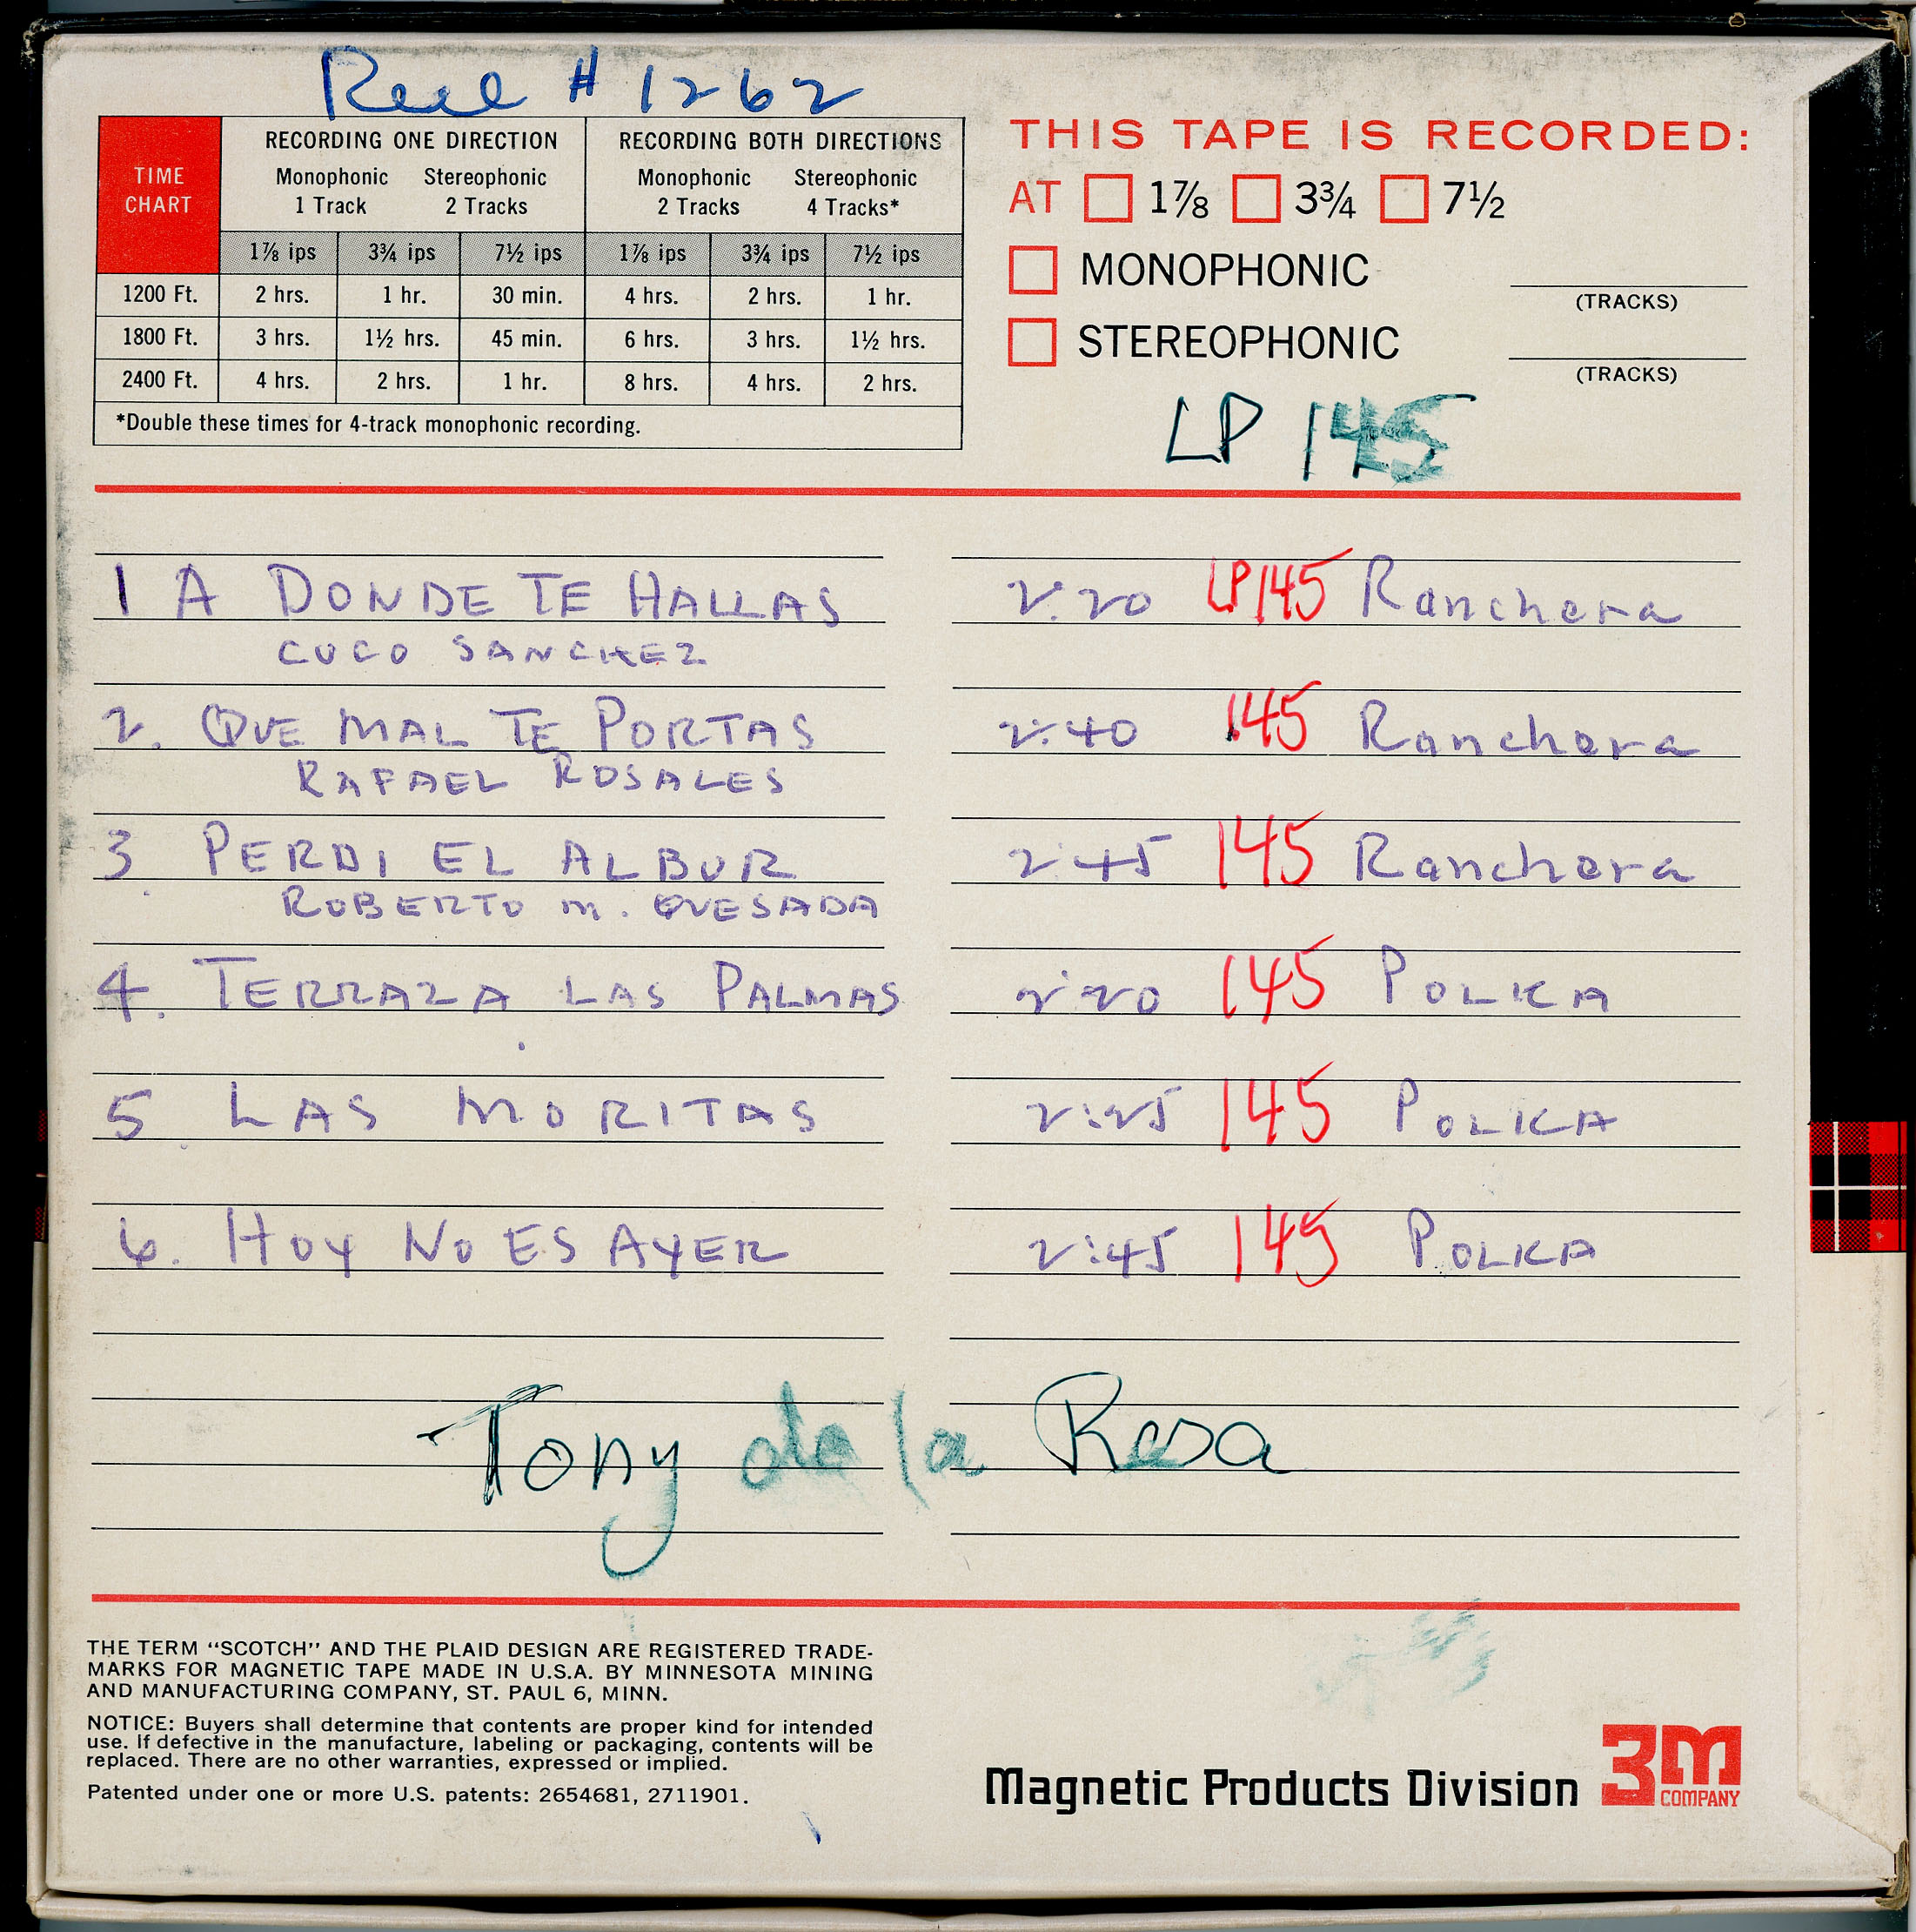 Reel # 1262
TIME CHART
RECORDING ONE DIRECTION RECORDING BOTH DIRECTIONS
Monophonic 1 Track Stereophonic 2 Tracks Monophonic 2 Tracks Stereophonic 4 Tracks*
1⅞ ips 3¾ ips 7½ ips 1⅞ ips 3¾ ips 7½ ips
1200 Ft. 2 hrs. 1 hr. 30 min. 4 hrs. 2 hrs. 1 hr.
1800 Ft. 3 hrs. 1½ hrs. 45 min. 6 hrs. 3 hrs. 1½ hrs.
2400 Ft. 4 hrs. 2 hrs. 1 hr. 8 hrs. 4 hrs. 2 hrs.
*Double these times for 4-track monophonic recording.
THIS TAPE IS RECORDED:
AT 1⅞ 3¾ 7½
MONOPHONIC
(TRACKS)
STEREOPHONIC
(TRACKS)
LP 145
1 A DONDE TE HALLAS 2:20 LP145 Ranchera
CUCO SANCHEZ
2. QUE MAL TE PORTAS 2:40 145 Ranchera
RAFAEL ROSALES
3. PERDI EL ALBUR 2:45 145 Ranchera
ROBERTO M. QUESADA
4. TERRAZA LAS PALMAS 2:20 145 POLKA
5. LAS MORITAS 2:25 145 POLKA
6. HOY NO ES AYER 2:45 145 POLKA
Tony de la Rosa
THE TERM “SCOTCH” AND THE PLAID DESIGN ARE REGISTERED TRADE-
MARKS FOR MAGNETIC TAPE MADE IN U.S.A. BY MINNESOTA MINING
AND MANUFACTURING COMPANY, ST. PAUL 6, MINN.
NOTICE: Buyers shall determine that contents are proper kind for intended
use. If defective in the manufacture, labeling or packaging, contents will be
replaced. There are no other warranties, expressed or implied.
Patented under one or more U.S. patents: 2654681, 2711901.
Magnetic Products Division 3M COMPANY